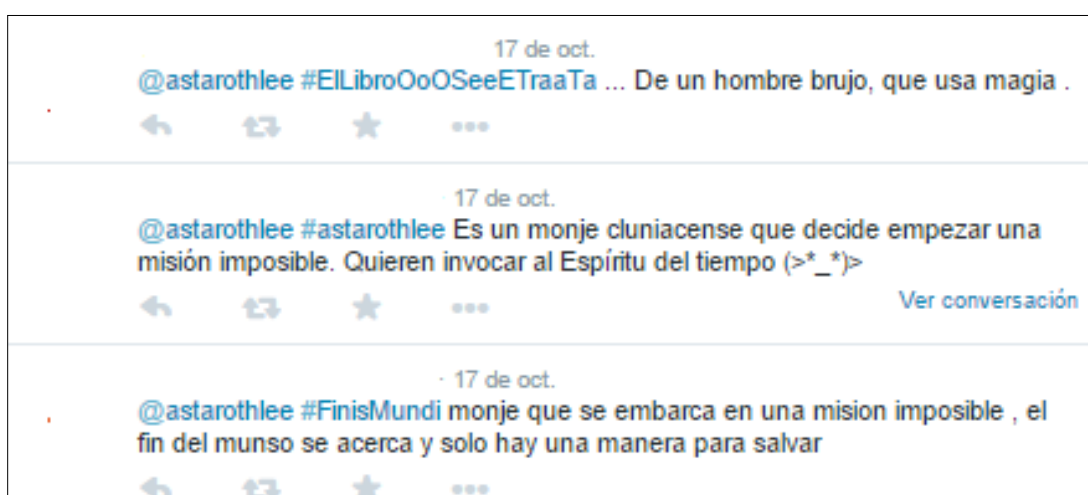 17 de oct.
@astarothlee #ElLibroOoOSeeETraaTa ... De un hombre brujo, que usa magia .
· 17 de oct.
@astarothlee #astarothlee Es un monje cluniacense que decide empezar una
misión imposible. Quieren invocar al Espíritu del tiempo (>*_*)>
Ver conversación
· 17 de oct.
@astarothlee #FinisMundi monje que se embarca en una mision imposible , el
fin del munso se acerca y solo hay una manera para salvar